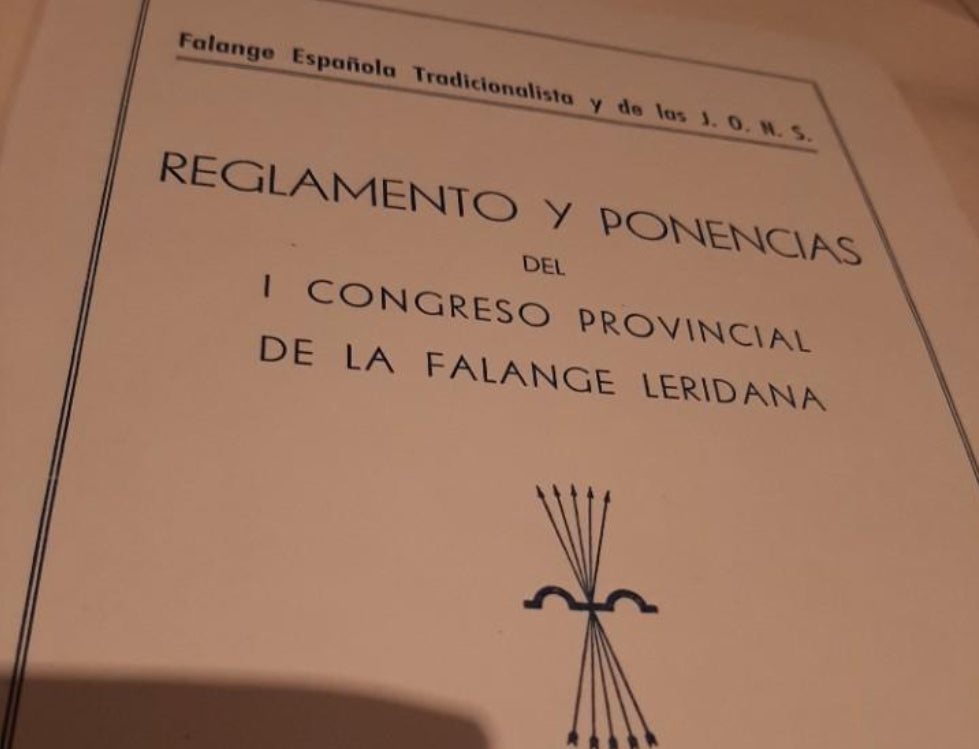 Falange Española Tradicionalista y de las J. O. N. S.
REGLAMENTO Y PONENCIAS
DEL
I CONGRESO PROVINCIAL
DE LA FALANGE LERIDANA